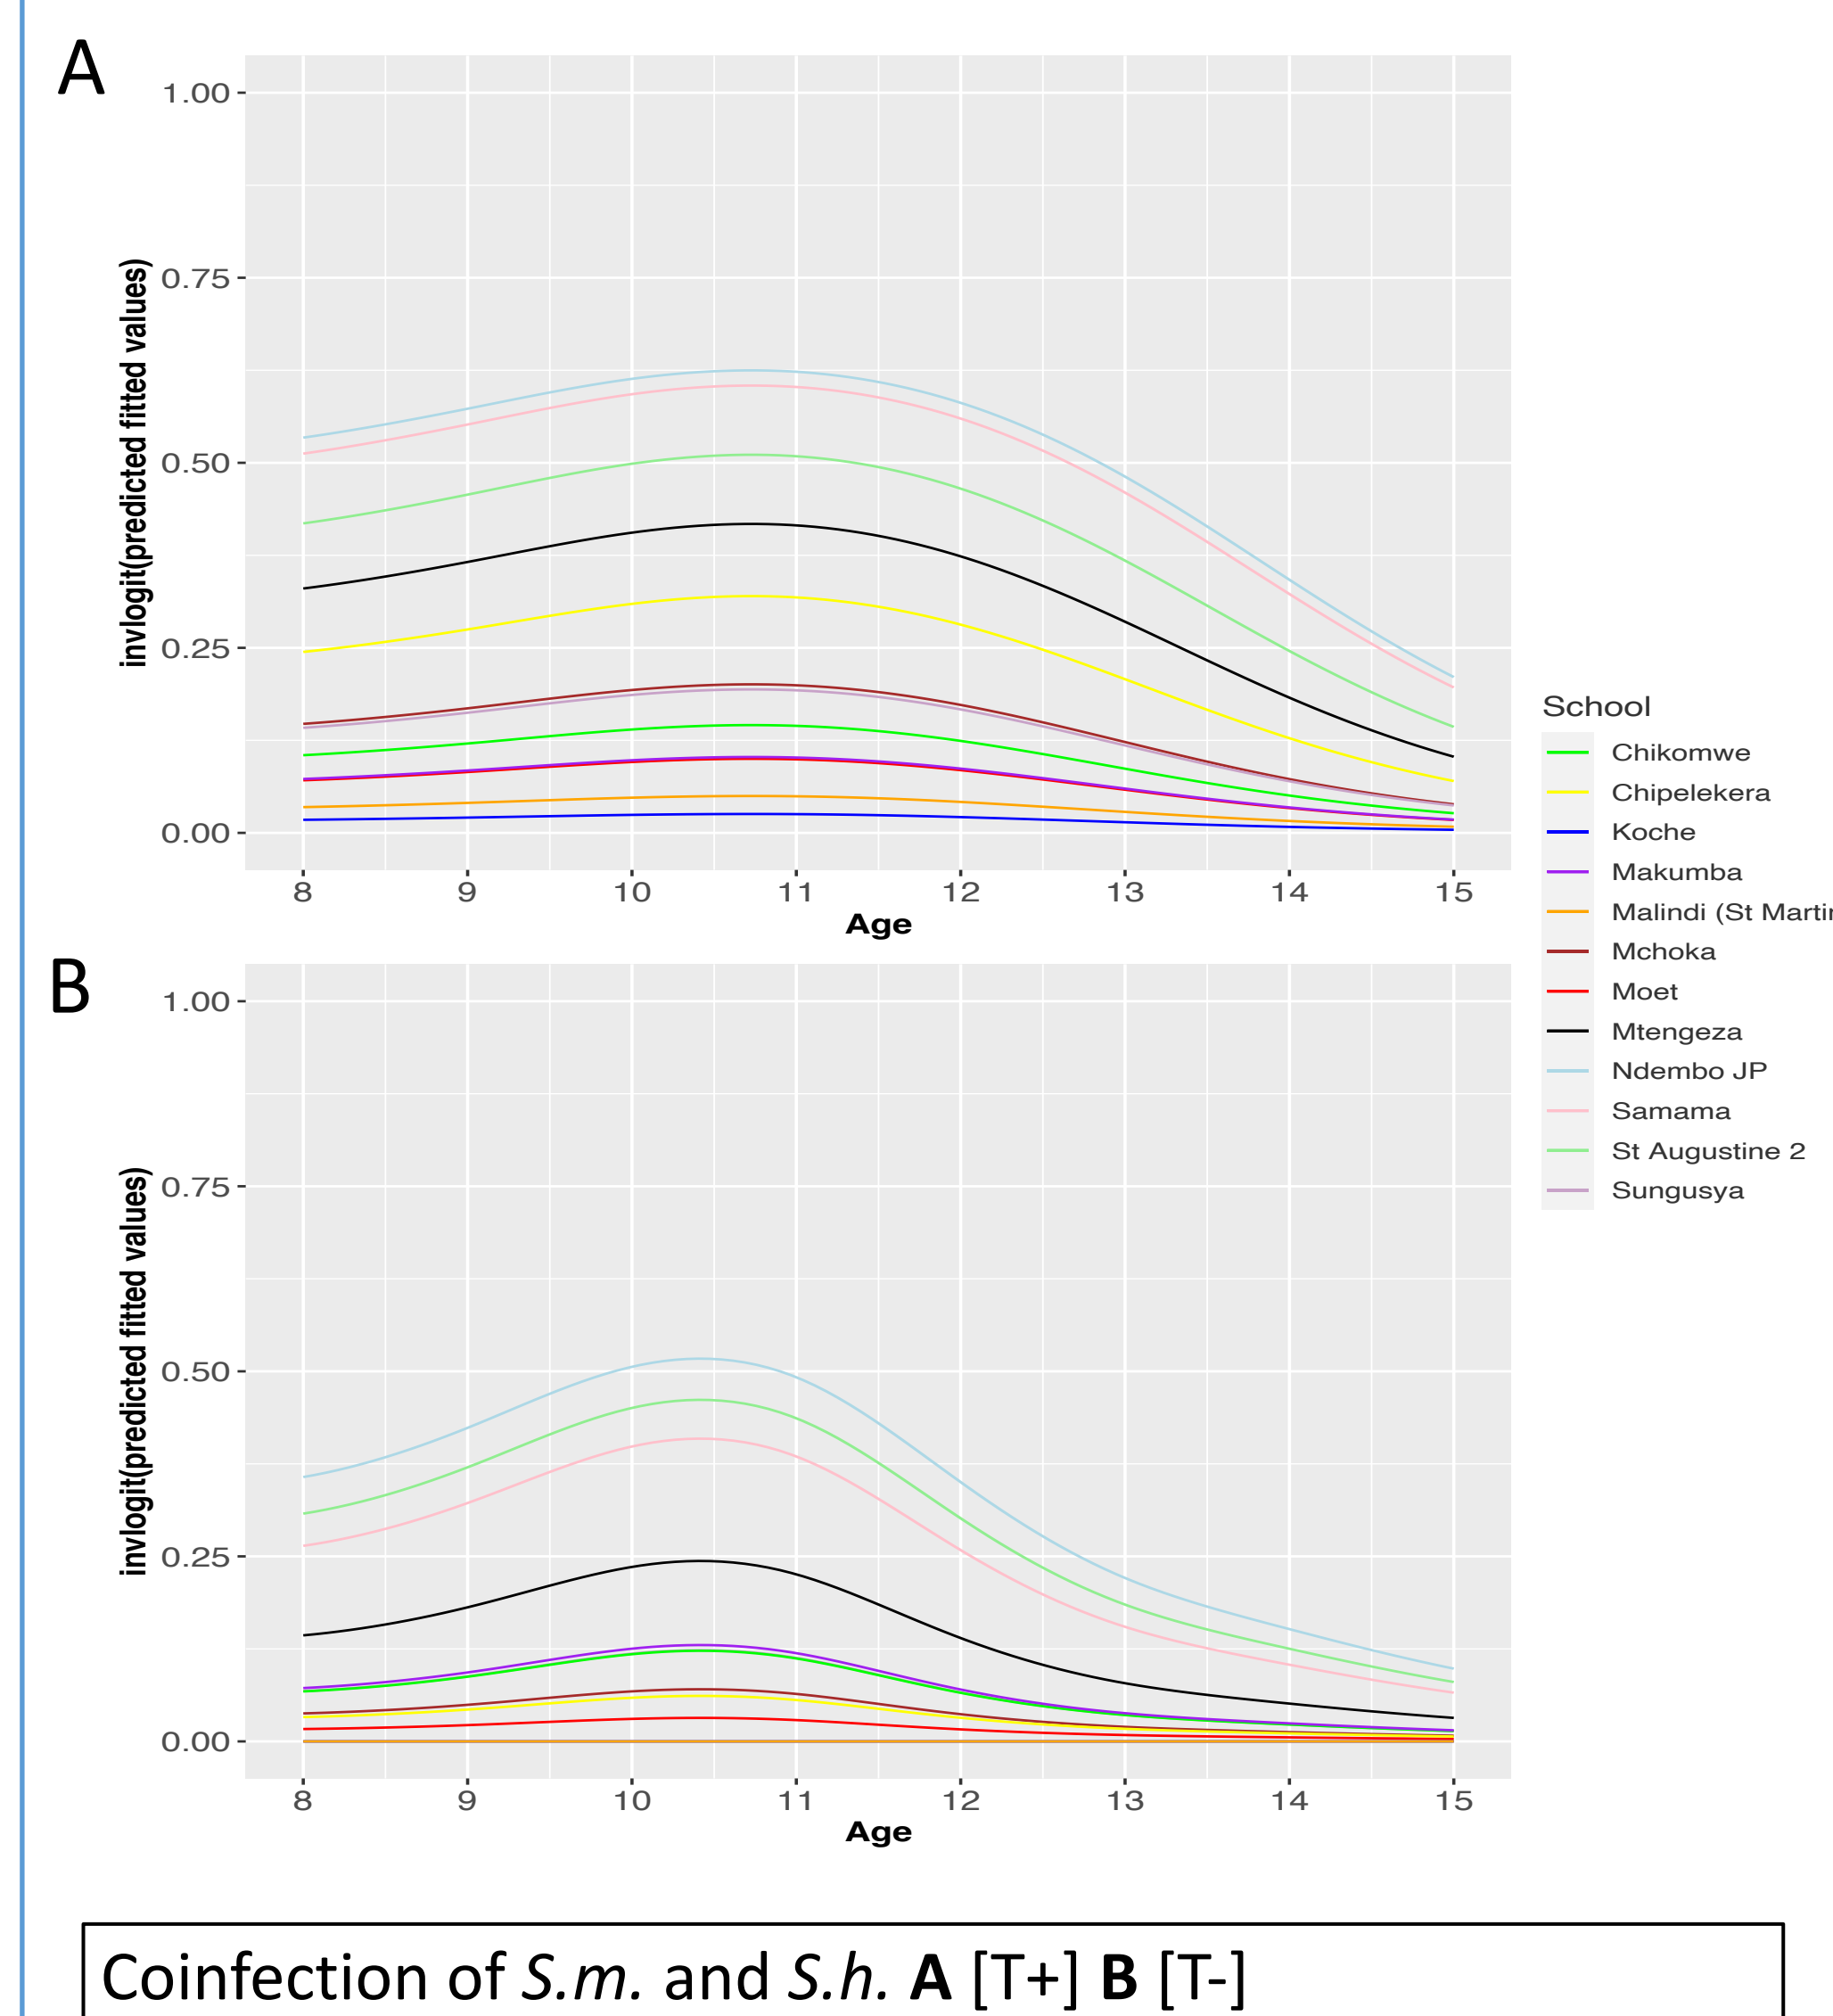 A
1.00
0.75
0.50
0.25
0.00
invlogit(predicted fitted values)
8 9 10 11 12 13 14 15
Age
School
Chikomwe
Chipelekera
Koche
Makumba
Malindi (St Martin
Mchoka
Moet
Mtengeza
Ndembo JP
Samama
St Augustine 2
Sungusya
B
1.00
0.75
0.50
0.25
0.00
invlogit(predicted fitted values)
8 9 10 11 12 13 14 15
Age
Coinfection of S.m. and S.h. A [T+] B [T-]